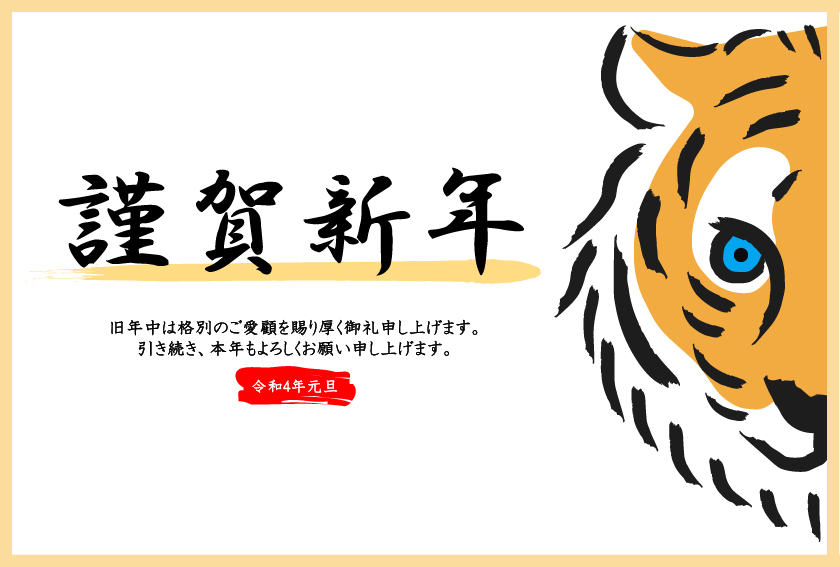 謹賀新年
旧年中は格別のご愛顧を賜り厚く御礼申し上げます。
引き続き、本年もよろしくお願い申し上げます。
令和4年元旦